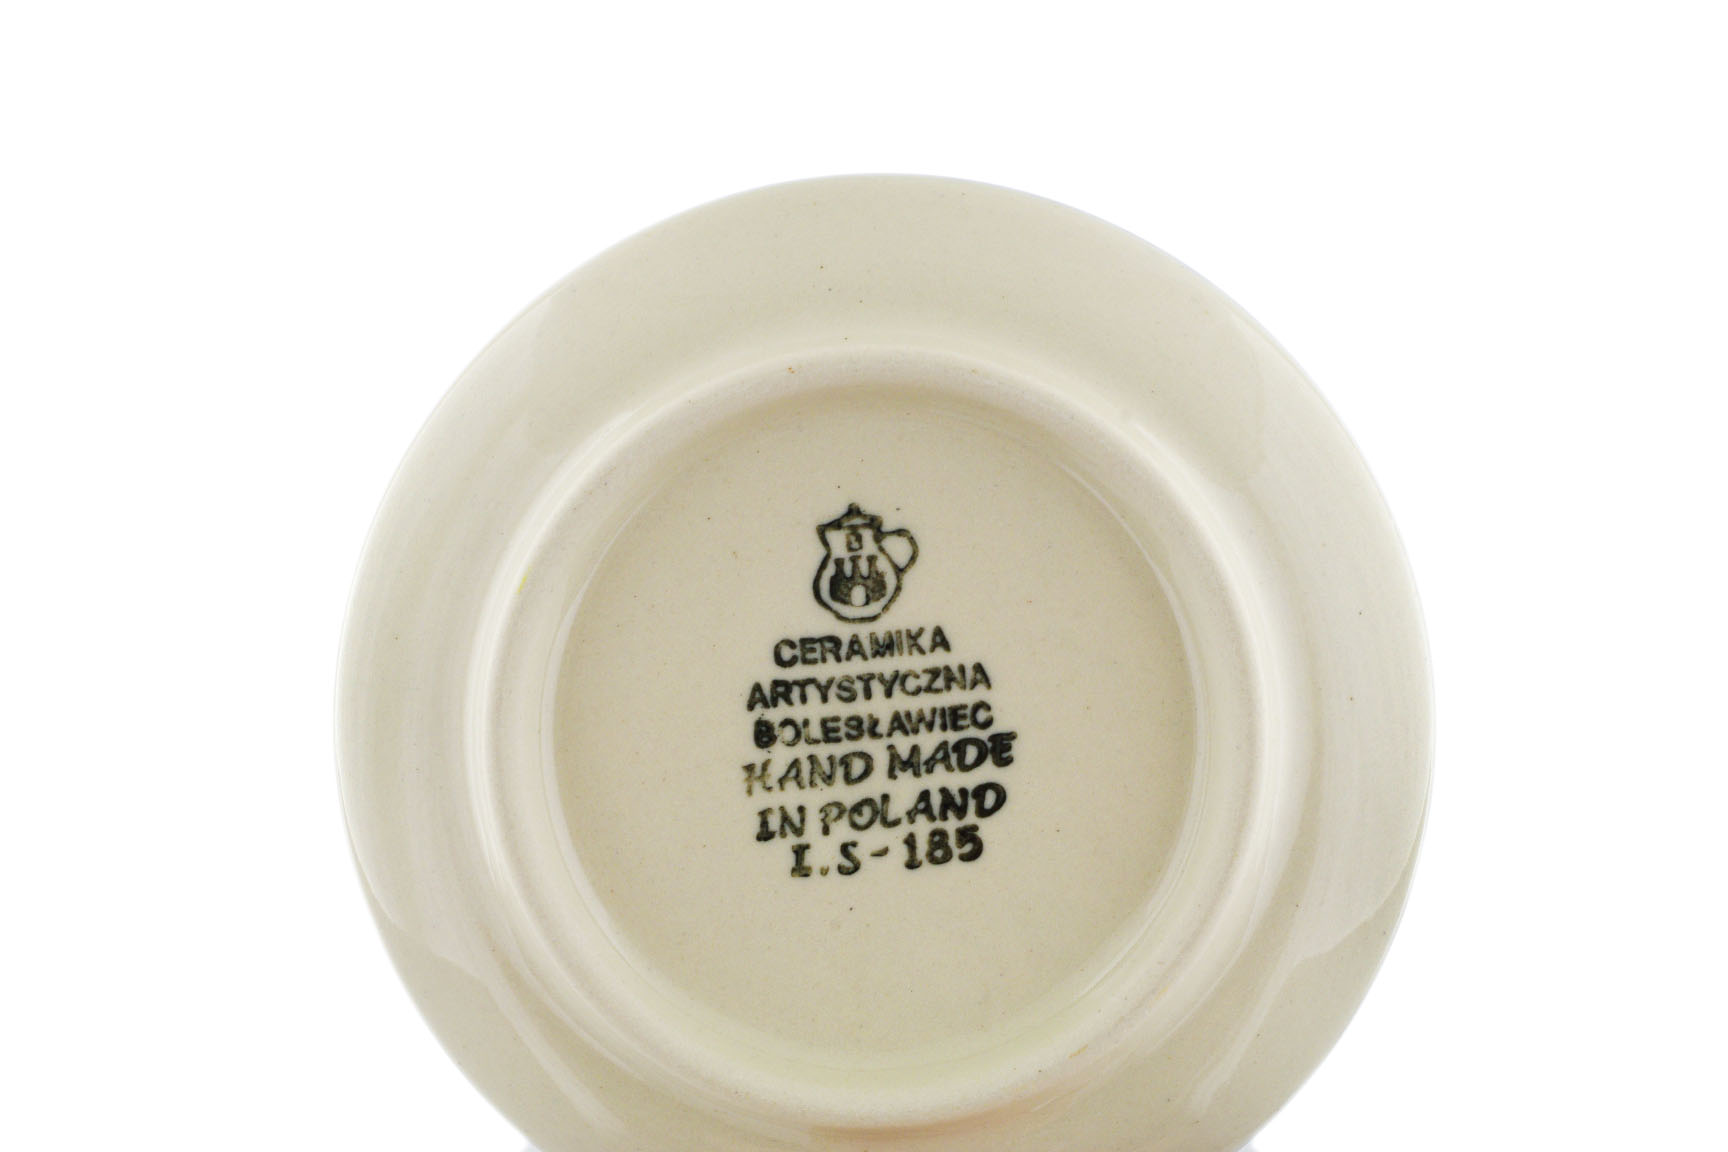 CERAMIKA
ARTYSTYCZNA
BOLESŁAWIEC
HAND MADE
IN POLAND
I.S-185